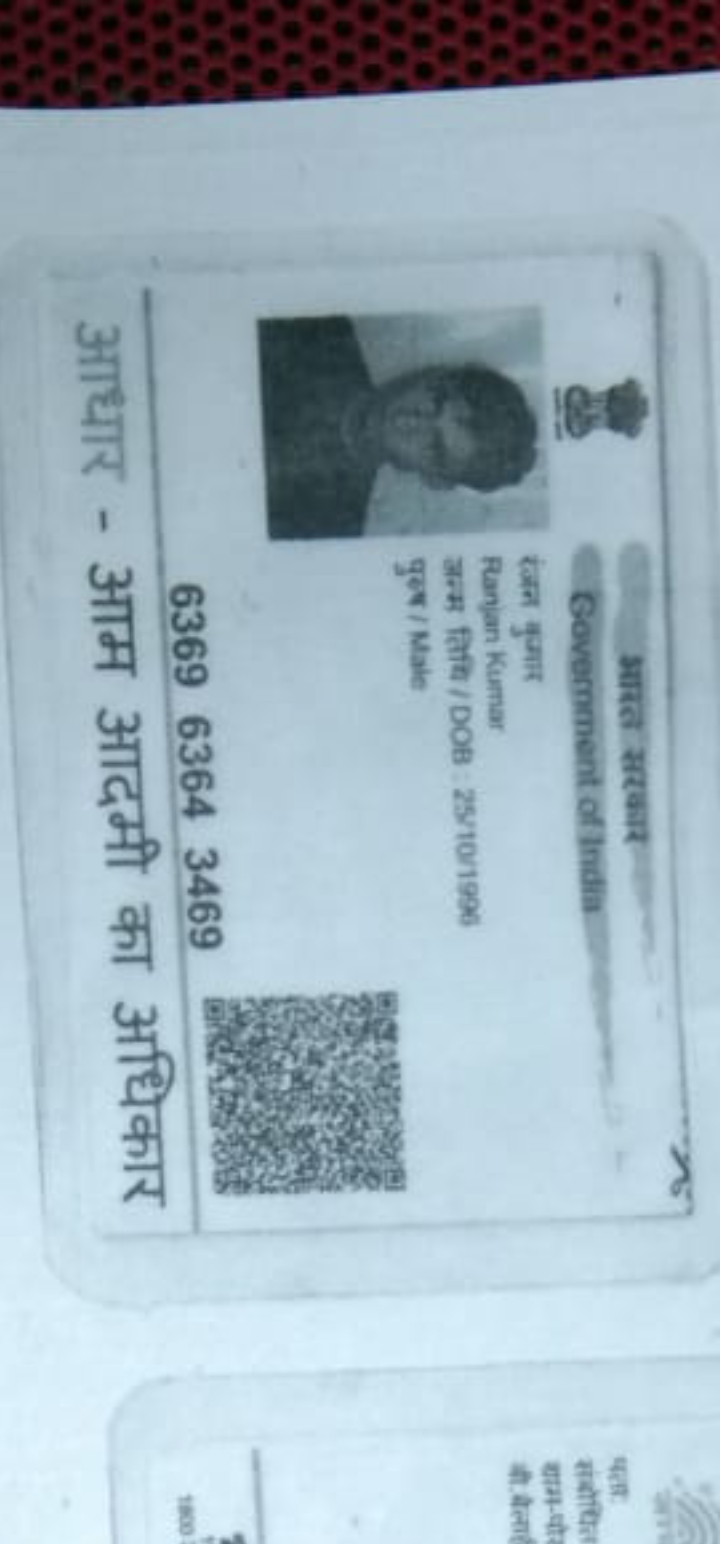 भारत सरकार
Government of India
रंजन कुमार
Ranjan Kumar
जन्म तिथि / DOB : 25/10/1996
पुरुष / Male
6369 6364 3469
आधार - आम आदमी का अधिकार
पता:
1800